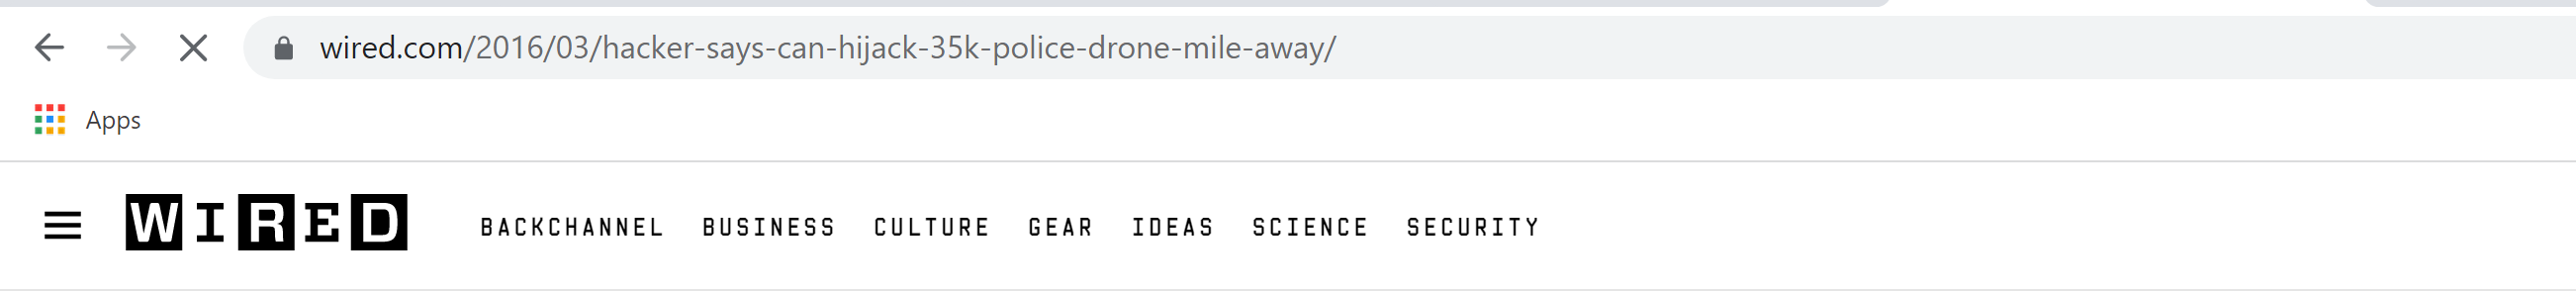 wired.com/2016/03/hacker-says-can-hijack-35k-police-drone-mile-away/
Apps
WIRED BACKCHANNEL BUSINESS CULTURE GEAR IDEAS SCIENCE SECURITY